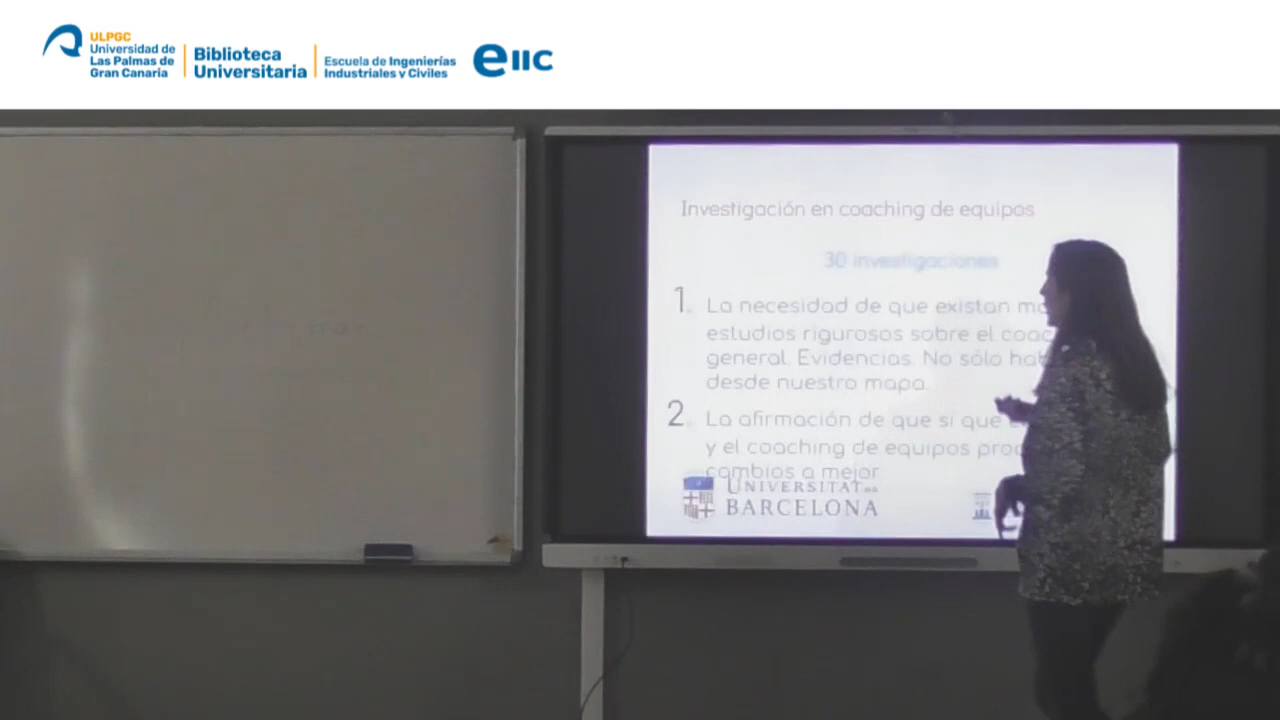 ULPGC
Universidad de
Las Palmas de
Gran Canaria
Biblioteca
Universitaria
Escuela de Ingenierías
Industriales y Civiles
eiic
Investigación en coaching de equipos
30 investigaciones
1. La necesidad de que existan
estudios rigurosos sobre el
general. Evidencias. No sólo
desde nuestro mapa.
2. La afirmación de que sí que
y el coaching de equipos
cambios a mejor
UNIVERSITAT DE
BARCELONA